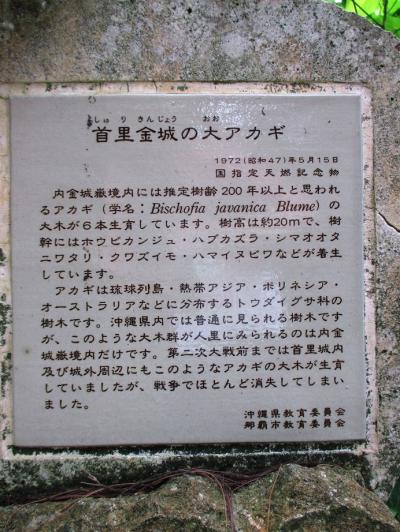 しゅ り きんじょう おお
首里金城の大アカギ
1972(昭和47)年5月15日
国指定天燃記念物
内金城嶽境内には推定樹齢200年以上と思われ
るアカギ(学名：Bischofia javanica Blume)の
大木が6本生育しています。樹高は約20mで、樹
幹にはホウビカンジュ・ハブカズラ・シマオオタ
ニワタリ・クワズイモ・ハマイヌビワなどが着生
しています。
アカギは琉球列島・熱帯アジア・ポリネシア・
オーストラリアなどに分布するトウダイグサ科の
樹木です。沖縄県内では普通に見られる樹木です
が、このような大木群が人里にみられるのは内金
城嶽境内だけです。第二次大戦前までは首里城内
及び城外周辺にもこのようなアカギの大木が生育
していましたが、戦争でほとんど消失してしまい
ました。
沖縄県教育委員会
那覇市教育委員会